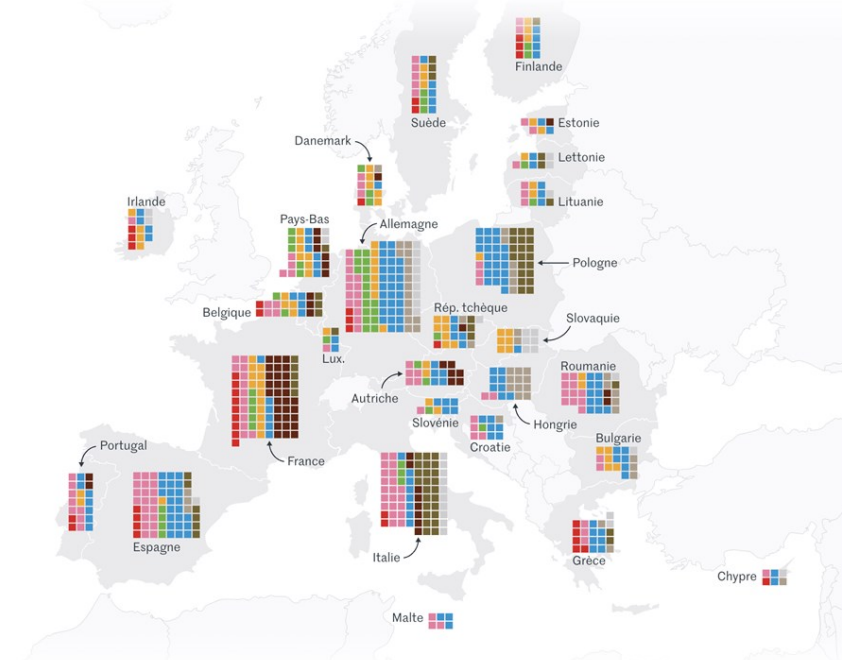 Finlande
Suède
Estonie
Danemark
Lettonie
Irlande
Lituanie
Pays-Bas
Allemagne
Pologne
Belgique
Rép. tchèque
Slovaquie
Lux.
Roumanie
Autriche
Slovénie
Hongrie
Croatie
Bulgarie
Portugal
France
Espagne
Italie
Grèce
Chypre
Malte